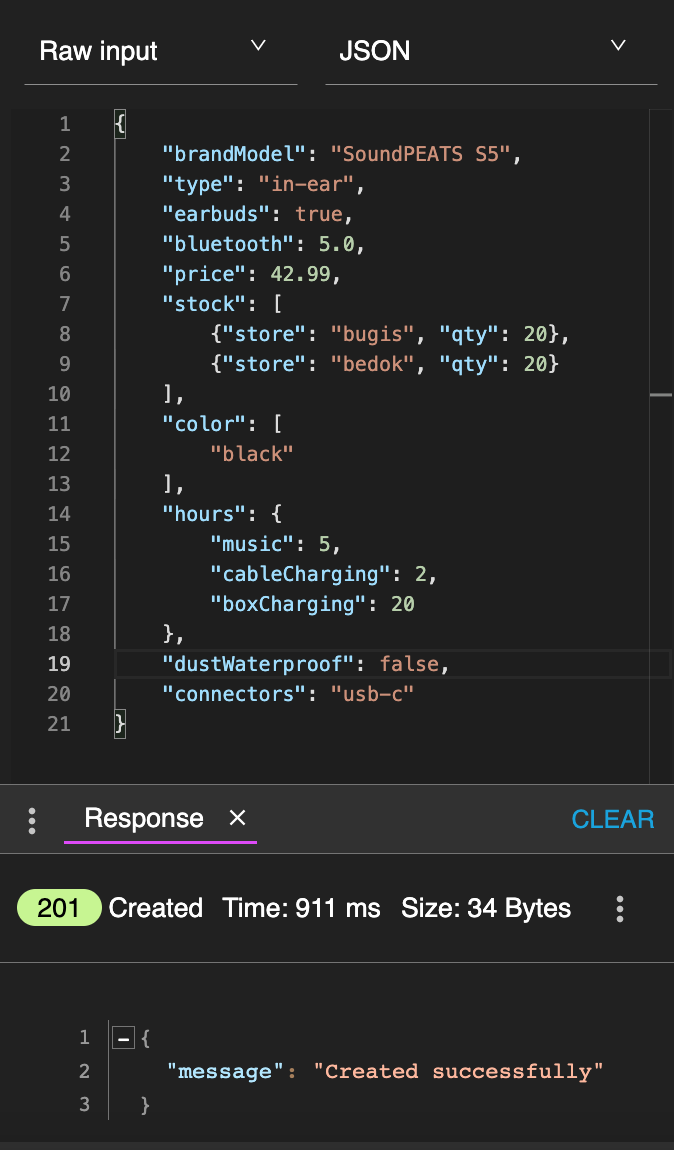 Raw input JSON
1 {
2 "brandModel": "SoundPEATS S5",
3 "type": "in-ear",
4 "earbuds": true,
5 "bluetooth": 5.0,
6 "price": 42.99,
7 "stock": [
8 {"store": "bugis", "qty": 20},
9 {"store": "bedok", "qty": 20}
10 ],
11 "color": [
12 "black"
13 ],
14 "hours": {
15 "music": 5,
16 "cableCharging": 2,
17 "boxCharging": 20
18 },
19 "dustWaterproof": false,
20 "connectors": "usb-c"
21 }
Response × CLEAR
201 Created Time: 911 ms Size: 34 Bytes
1 {
2 "message": "Created successfully"
3 }